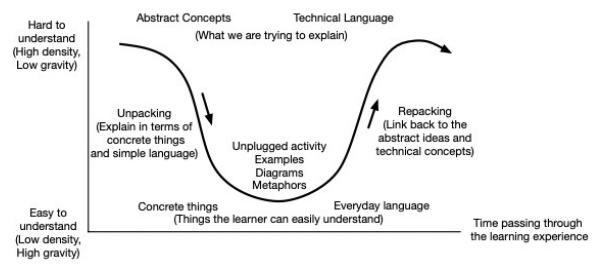 Abstract Concepts
Technical Language
(What we are trying to explain)
Hard to
understand
(High density,
Low gravity)
Unpacking
(Explain in terms of
concrete things
and simple language)
Unplugged activity
Examples
Diagrams
Metaphors
Repacking
(Link back to the
abstract ideas and
technical concepts)
Concrete things
Everyday language
(Things the learner can easily understand)
Easy to
understand
(Low density,
High gravity)
Time passing through
the learning experience